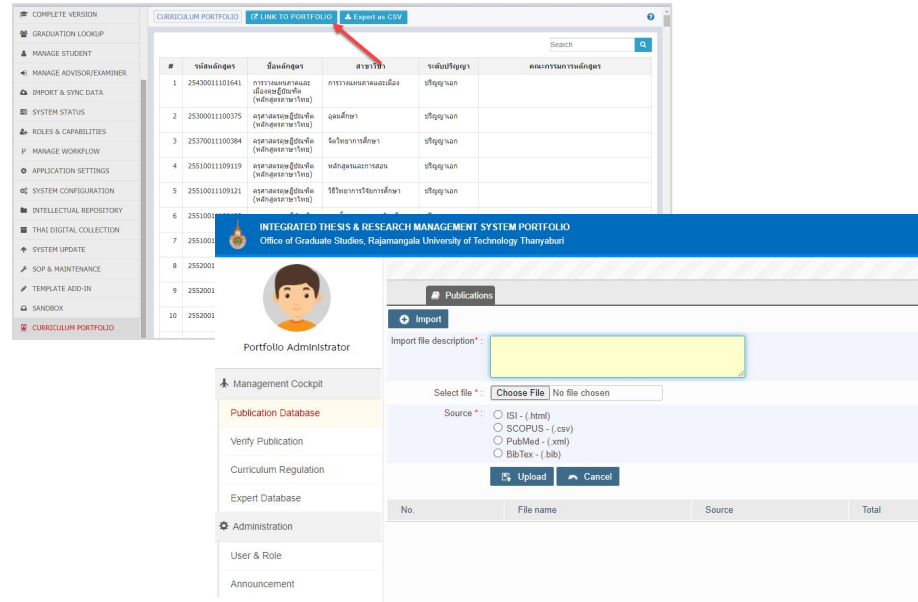 COMPLETE VERSION
GRADUATION LOOKUP
MANAGE STUDENT
MANAGE ADVISOR/EXAMINER
IMPORT & SYNC DATA
SYSTEM STATUS
ROLES & CAPABILITIES
MANAGE WORKFLOW
APPLICATION SETTINGS
SYSTEM CONFIGURATION
INTELLECTUAL REPOSITORY
THAI DIGITAL COLLECTION
SYSTEM UPDATE
SOP & MAINTENANCE
TEMPLATE ADD-IN
SANDBOX
CURRICULUM PORTFOLIO
CURRICULUM PORTFOLIO LINK TO PORTFOLIO Export as CSV
Search
# รหัสหลักสูตร ชื่อหลักสูตร สาขาวิชา ระดับปริญญา คณะกรรมการหลักสูตร
1 25430011101641 การวางแผนภาคและ การวางแผนภาคและเมือง ปริญญาเอก
เมืองดุษฎีบัณฑิต
(หลักสูตรภาษาไทย)
2 25300011100375 ครุศาสตรดุษฎีบัณฑิต อุดมศึกษา ปริญญาเอก
(หลักสูตรภาษาไทย)
3 25370011100384 ครุศาสตรดุษฎีบัณฑิต จิตวิทยาการศึกษา ปริญญาเอก
(หลักสูตรภาษาไทย)
4 25510011109119 ครุศาสตรดุษฎีบัณฑิต หลักสูตรและการสอน ปริญญาเอก
(หลักสูตรภาษาไทย)
5 25510011109121 ครุศาสตรดุษฎีบัณฑิต วิธีวิทยาการวิจัยการศึกษา ปริญญาเอก
(หลักสูตรภาษาไทย)
6
7 2551001
8 2552001
9 2552001
10 2552001
INTEGRATED THESIS & RESEARCH MANAGEMENT SYSTEM PORTFOLIO
Office of Graduate Studies, Rajamangala University of Technology Thanyaburi
Portfolio Administrator
Management Cockpit
Publication Database
Verify Publication
Curriculum Regulation
Expert Database
Administration
User & Role
Announcement
Publications
Import
Import file description* :
Select file * : Choose File No file chosen
Source * : ISI - (.html)
SCOPUS - (.csv)
PubMed - (.xml)
BibTex - (.bib)
Upload Cancel
No. File name Source Total